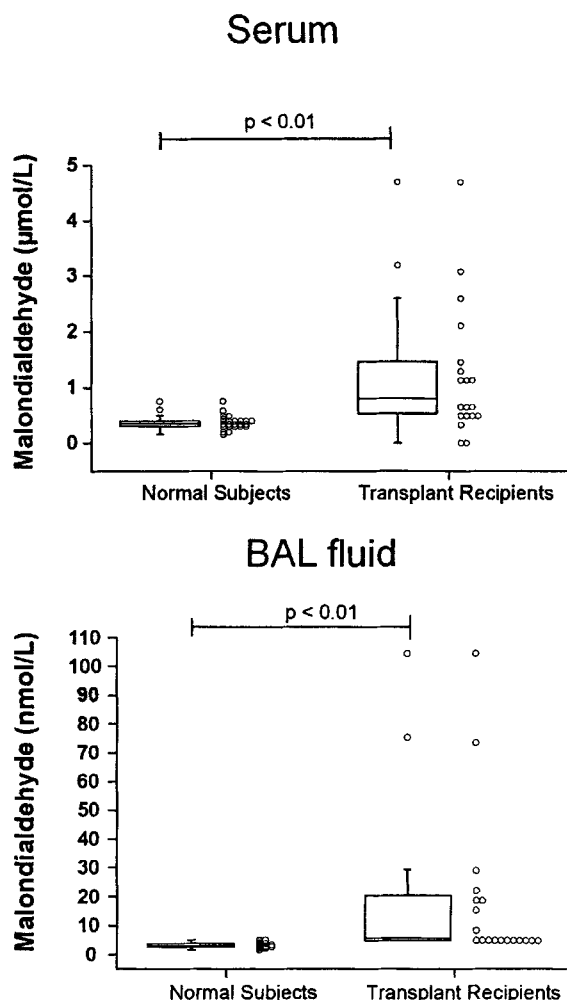 Serum
p < 0.01
Malondialdehyde (µmol/L)
5
4
3
2
1
0
Normal Subjects
Transplant Recipients
BAL fluid
p < 0.01
Malondialdehyde (nmol/L)
110
100
90
80
70
60
50
40
30
20
10
0
Normal Subjects
Transplant Recipients